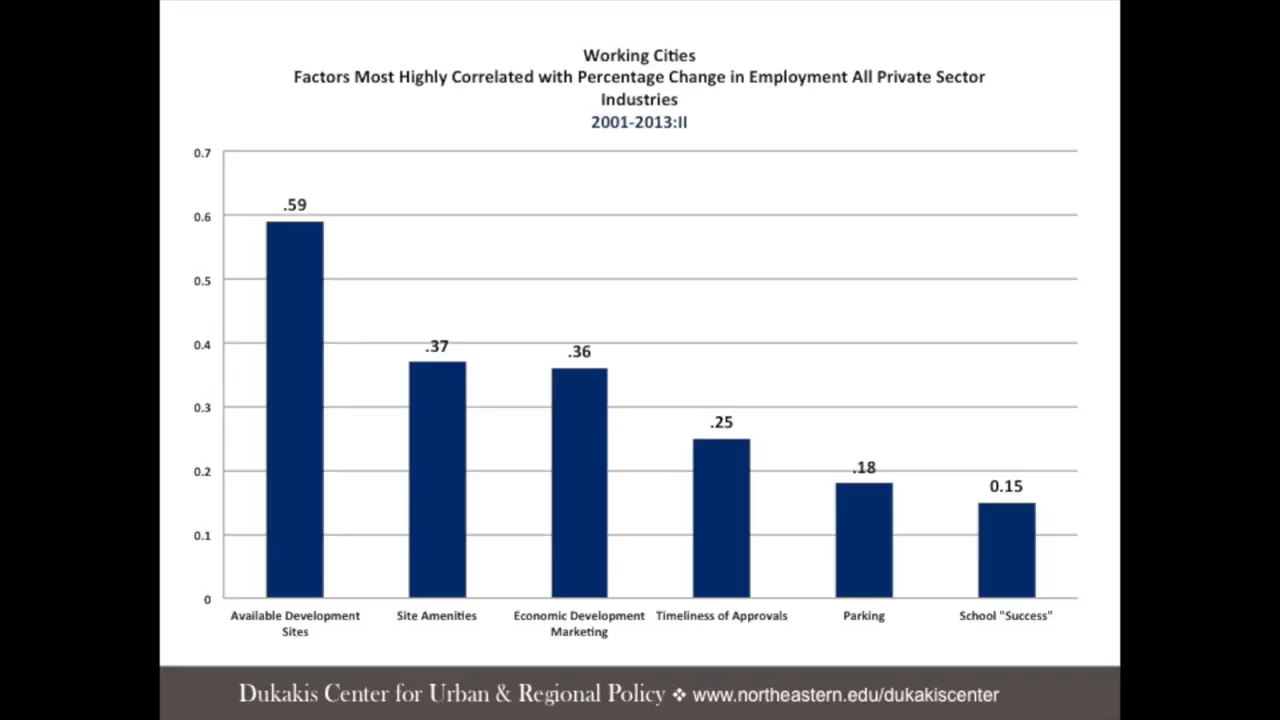 Working Cities
Factors Most Highly Correlated with Percentage Change in Employment All Private Sector
Industries
2001-2013:II
0.7
0.6
0.5
0.4
0.3
0.2
0.1
0
.59
.37
.36
.25
.18
0.15
Available Development
Sites
Site Amenities
Economic Development
Marketing
Timeliness of Approvals
Parking
School "Success"
Dukakis Center for Urban & Regional Policy ❖ www.northeastern.edu/dukakiscenter